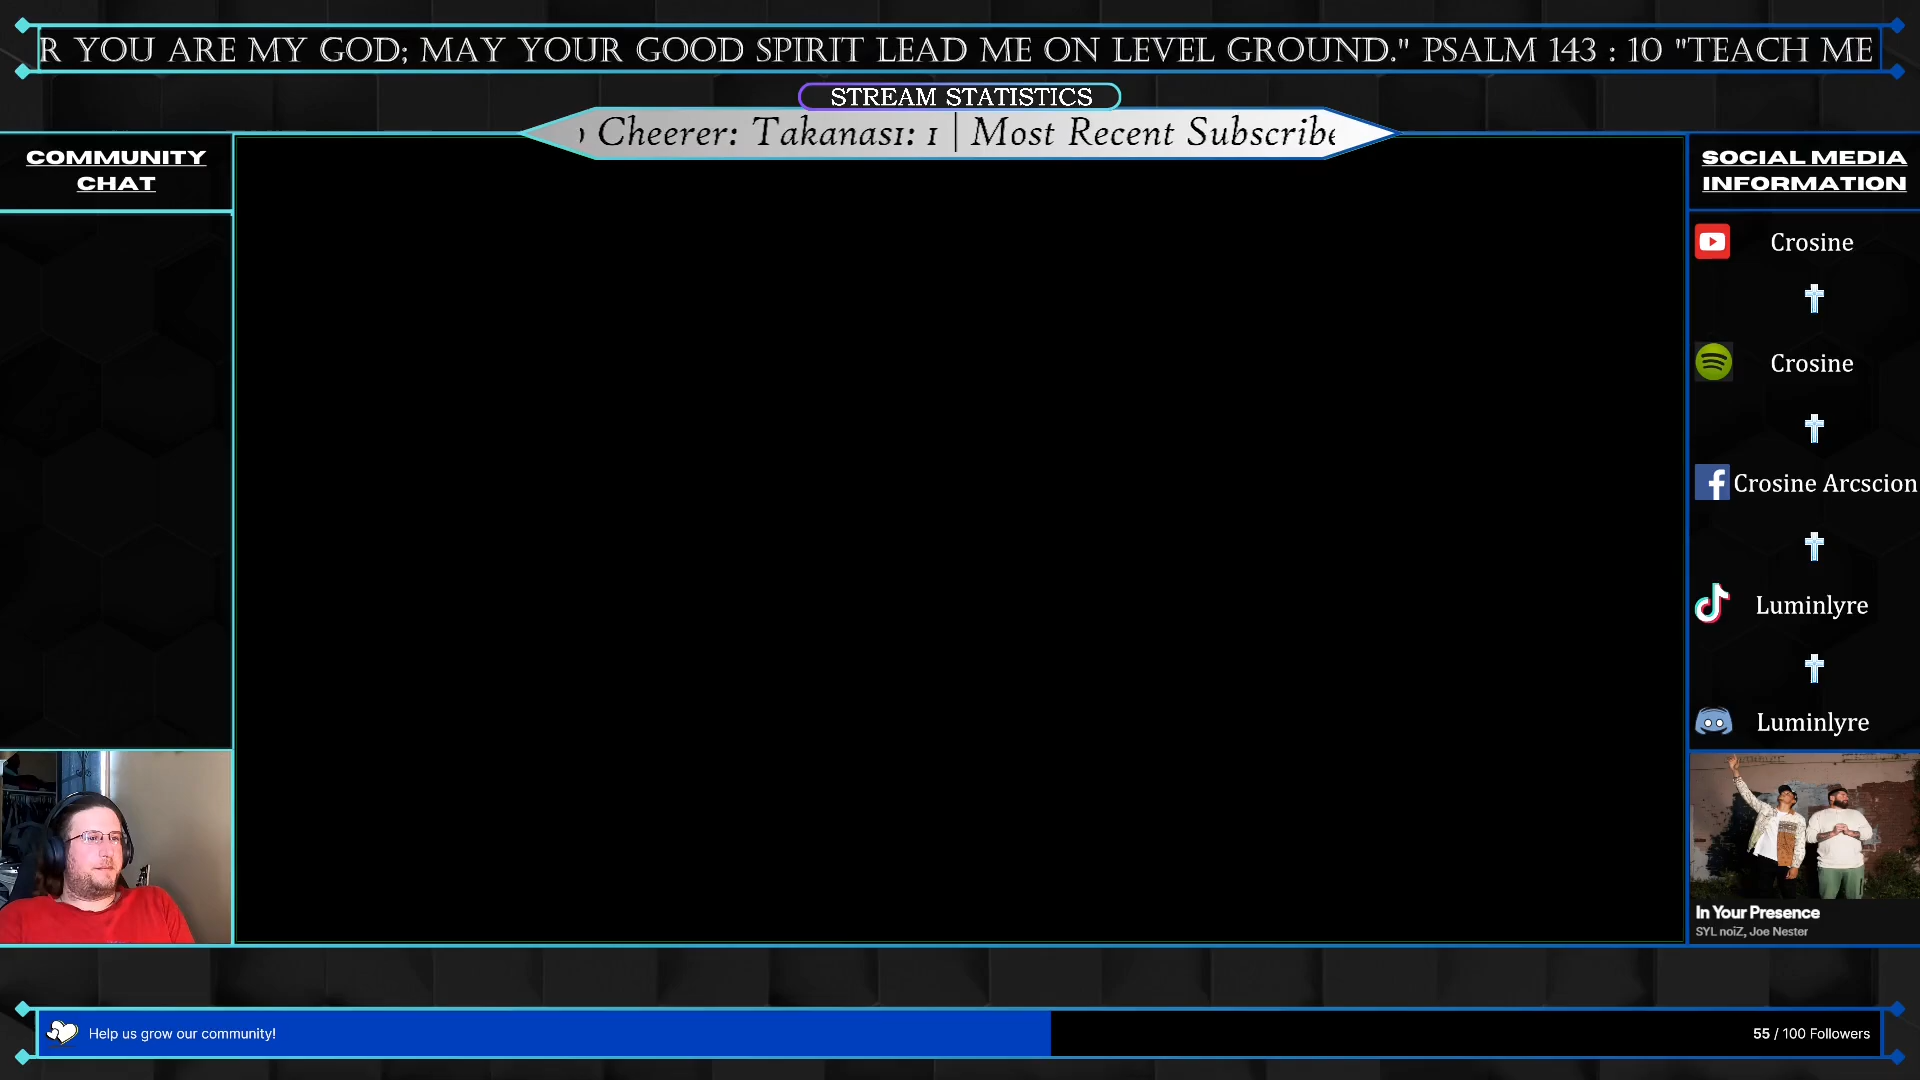 R YOU ARE MY GOD; MAY YOUR GOOD SPIRIT LEAD ME ON LEVEL GROUND." PSALM 143 : 10 "TEACH ME
STREAM STATISTICS
Cheerer: Takanas1: 1 | Most Recent Subscribe
COMMUNITY
CHAT
SOCIAL MEDIA
INFORMATION
Crosine
Crosine
Crosine Arcscion
Luminlyre
Luminlyre
In Your Presence
SYL noiZ, Joe Nester
Help us grow our community!
55 / 100 Followers